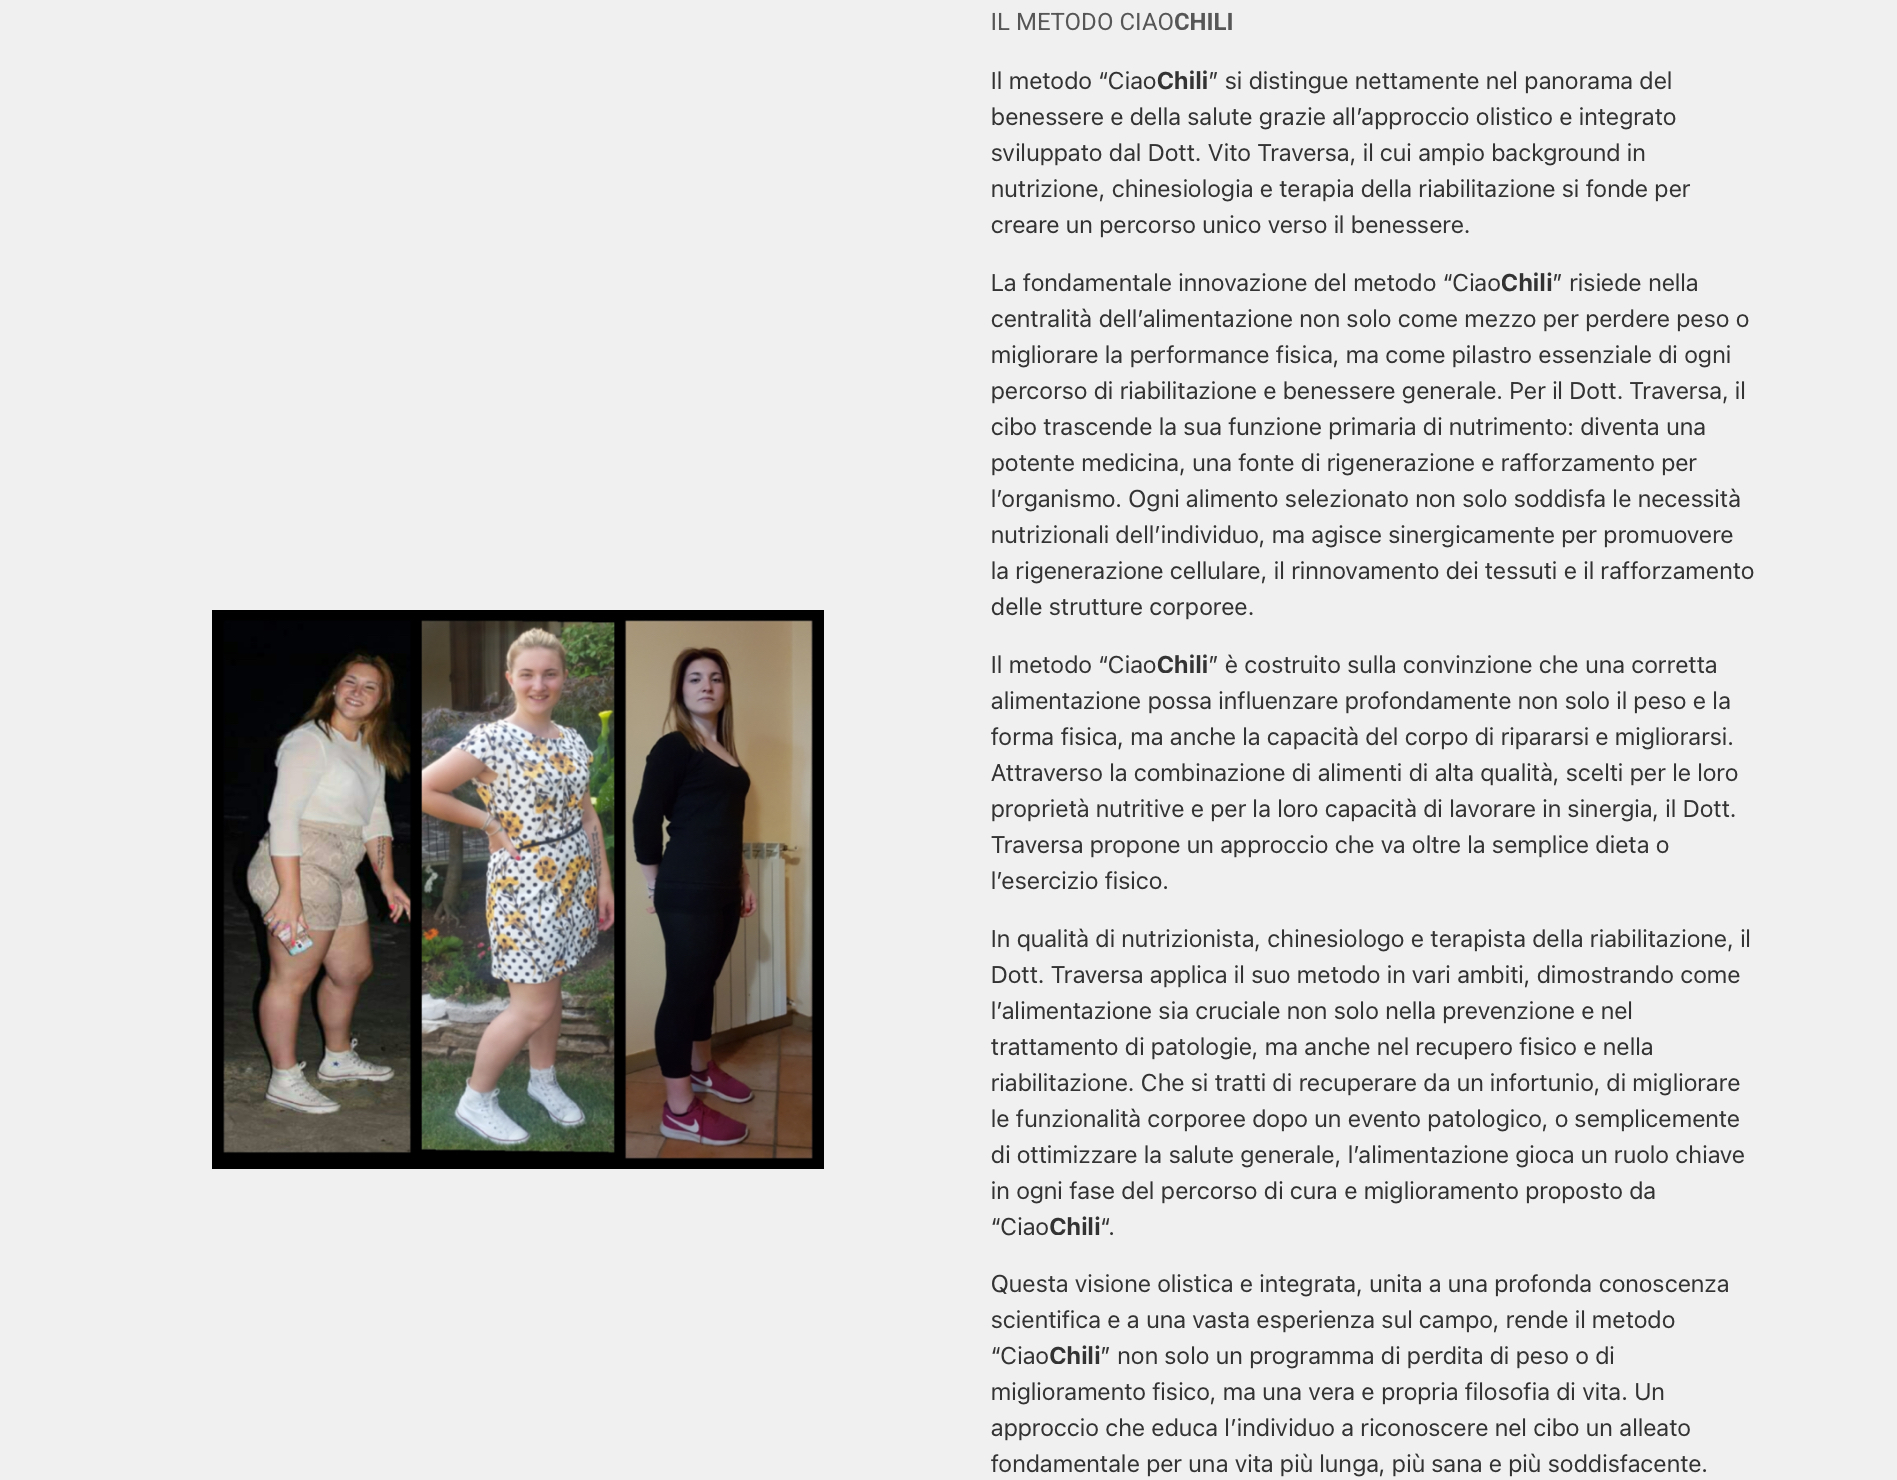 IL METODO CIAOCHILI
Il metodo “CiaoChili” si distingue nettamente nel panorama del
benessere e della salute grazie all’approccio olistico e integrato
sviluppato dal Dott. Vito Traversa, il cui ampio background in
nutrizione, chinesiologia e terapia della riabilitazione si fonde per
creare un percorso unico verso il benessere.
La fondamentale innovazione del metodo “CiaoChili” risiede nella
centralità dell’alimentazione non solo come mezzo per perdere peso o
migliorare la performance fisica, ma come pilastro essenziale di ogni
percorso di riabilitazione e benessere generale. Per il Dott. Traversa, il
cibo trascende la sua funzione primaria di nutrimento: diventa una
potente medicina, una fonte di rigenerazione e rafforzamento per
l’organismo. Ogni alimento selezionato non solo soddisfa le necessità
nutrizionali dell’individuo, ma agisce sinergicamente per promuovere
la rigenerazione cellulare, il rinnovamento dei tessuti e il rafforzamento
delle strutture corporee.
Il metodo “CiaoChili” è costruito sulla convinzione che una corretta
alimentazione possa influenzare profondamente non solo il peso e la
forma fisica, ma anche la capacità del corpo di ripararsi e migliorarsi.
Attraverso la combinazione di alimenti di alta qualità, scelti per le loro
proprietà nutritive e per la loro capacità di lavorare in sinergia, il Dott.
Traversa propone un approccio che va oltre la semplice dieta o
l’esercizio fisico.
In qualità di nutrizionista, chinesiologo e terapista della riabilitazione, il
Dott. Traversa applica il suo metodo in vari ambiti, dimostrando come
l’alimentazione sia cruciale non solo nella prevenzione e nel
trattamento di patologie, ma anche nel recupero fisico e nella
riabilitazione. Che si tratti di recuperare da un infortunio, di migliorare
le funzionalità corporee dopo un evento patologico, o semplicemente
di ottimizzare la salute generale, l’alimentazione gioca un ruolo chiave
in ogni fase del percorso di cura e miglioramento proposto da
“CiaoChili“.
Questa visione olistica e integrata, unita a una profonda conoscenza
scientifica e a una vasta esperienza sul campo, rende il metodo
“CiaoChili” non solo un programma di perdita di peso o di
miglioramento fisico, ma una vera e propria filosofia di vita. Un
approccio che educa l’individuo a riconoscere nel cibo un alleato
fondamentale per una vita più lunga, più sana e più soddisfacente.